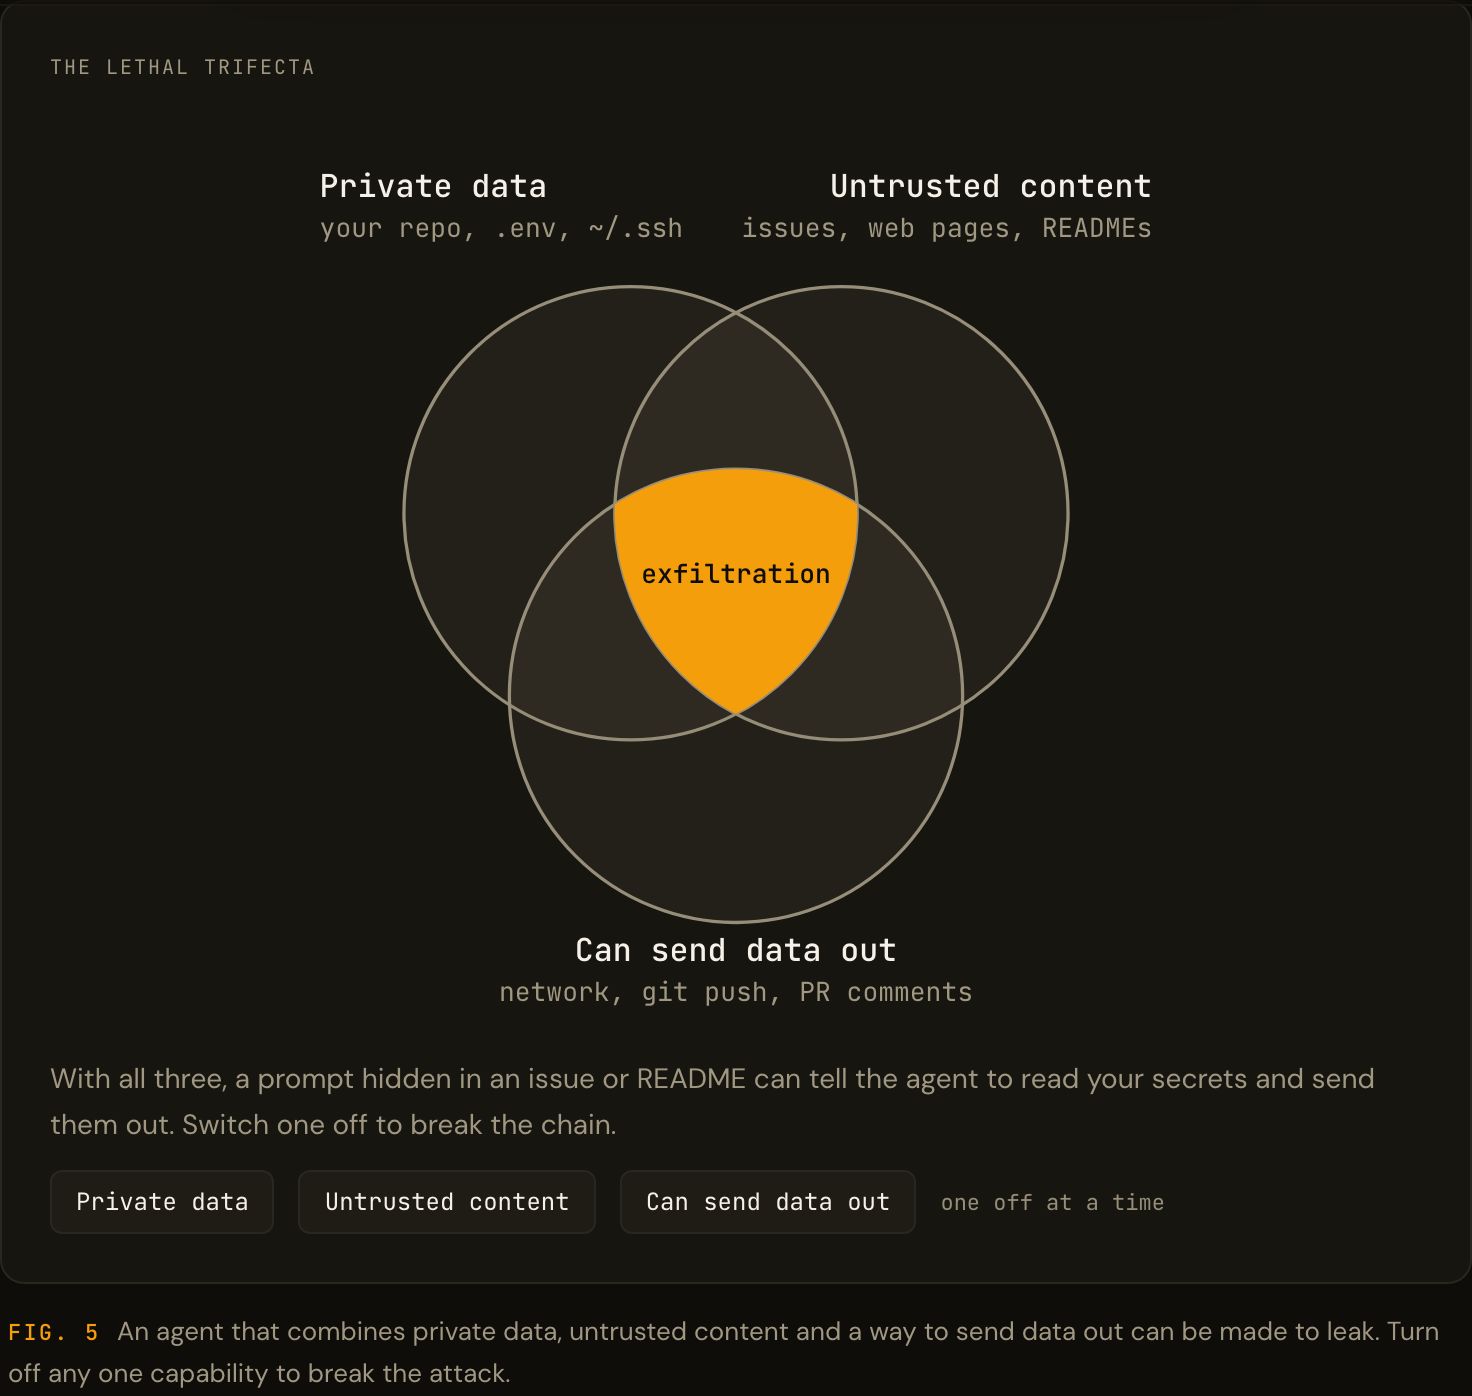 THE LETHAL TRIFECTA
Private data
Untrusted content
your repo, .env, ~/.ssh
issues, web pages, READMEs
exfiltration
Can send data out
network, git push, PR comments
With all three, a prompt hidden in an issue or README can tell the agent to read your secrets and send
them out. Switch one off to break the chain.
Private data
Untrusted content
Can send data out
one off at a time
FIG. 5 An agent that combines private data, untrusted content and a way to send data out can be made to leak. Turn
off any one capability to break the attack.